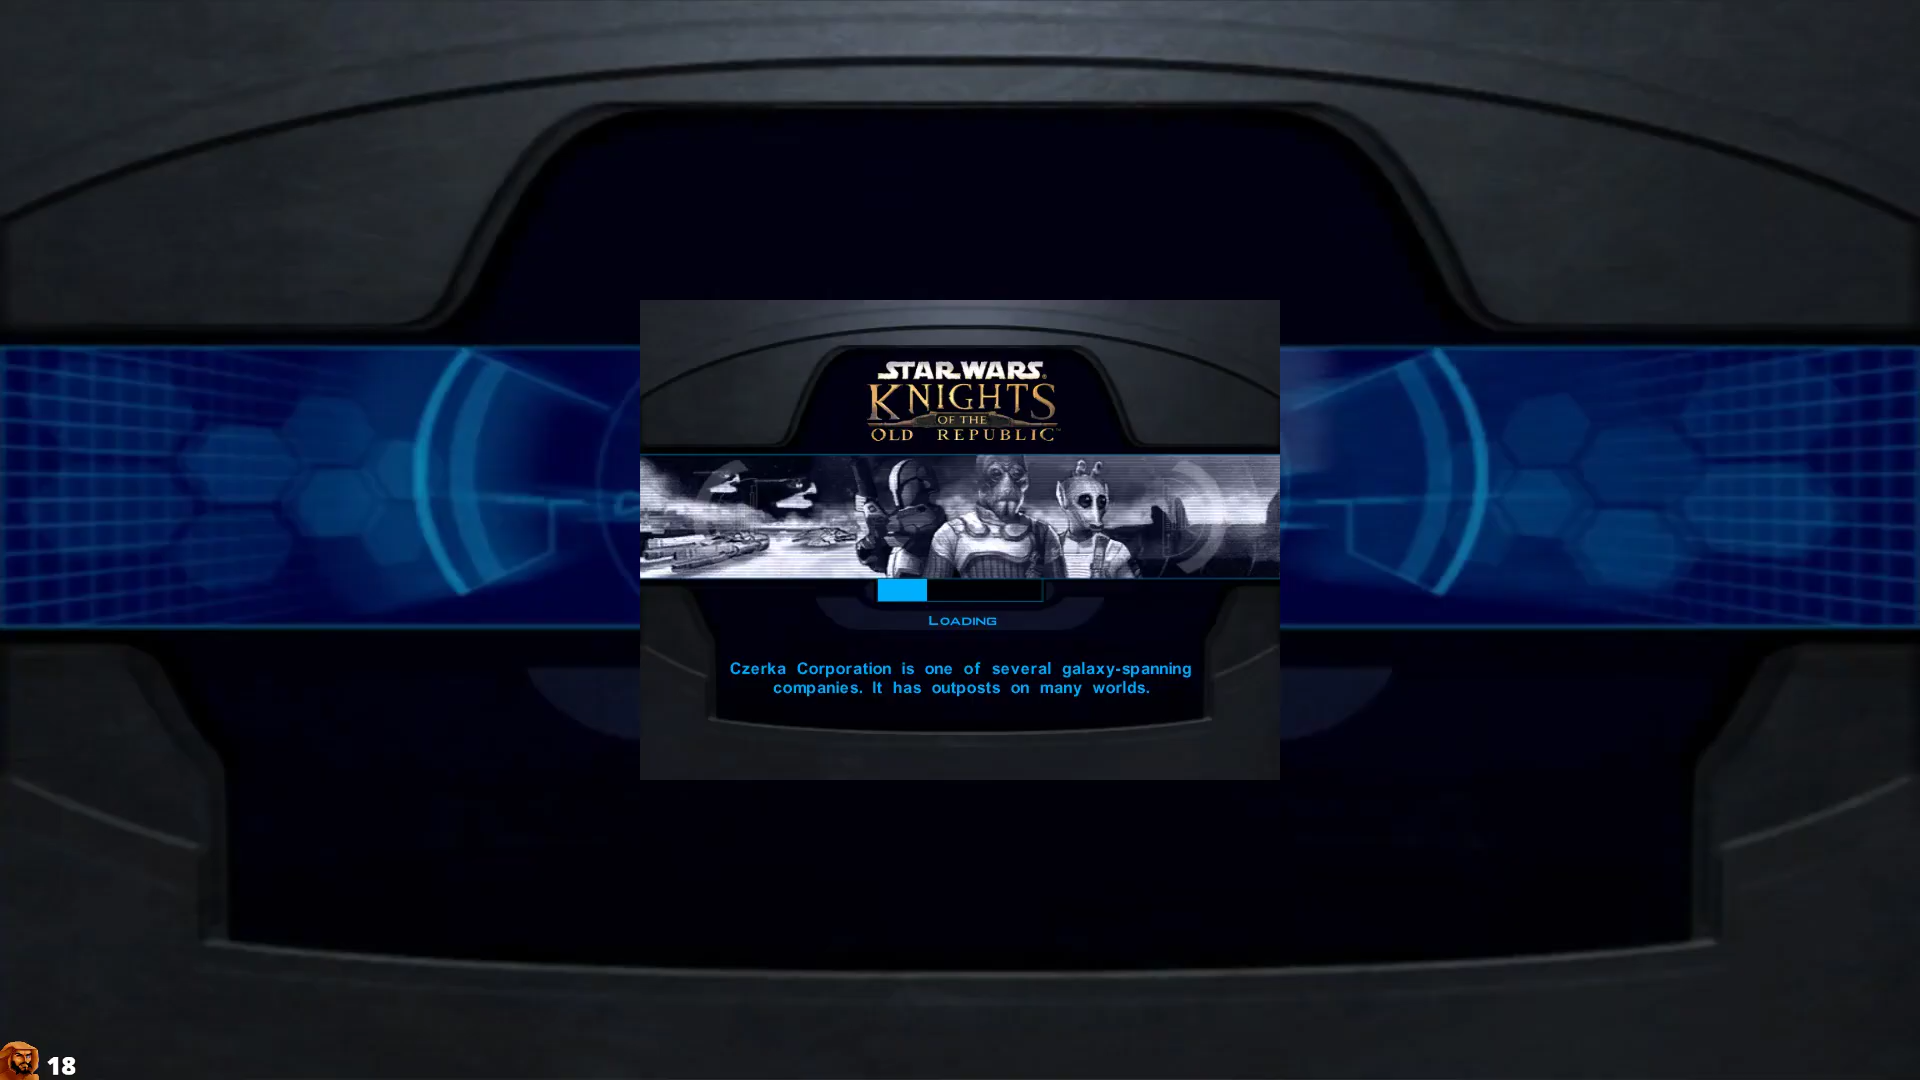 STAR WARS
KNIGHTS
OF THE
OLD REPUBLIC™
LOADING
Czerka Corporation is one of several galaxy-spanning
companies. It has outposts on many worlds.
18